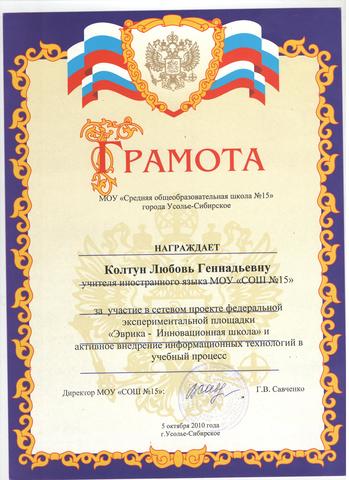 ГРАМОТА
МОУ «Средняя общеобразовательная школа №15»
города Усолье-Сибирское
НАГРАЖДАЕТ
Колтун Любовь Геннадьевну
учителя иностранного языка МОУ «СОШ №15»
за участие в сетевом проекте федеральной
экспериментальной площадки
«Эврика - Инновационная школа» и
активное внедрение информационных технологий в
учебный процесс
Директор МОУ «СОШ №15»: Г.В. Савченко
5 октября 2010 года
г.Усолье-Сибирское